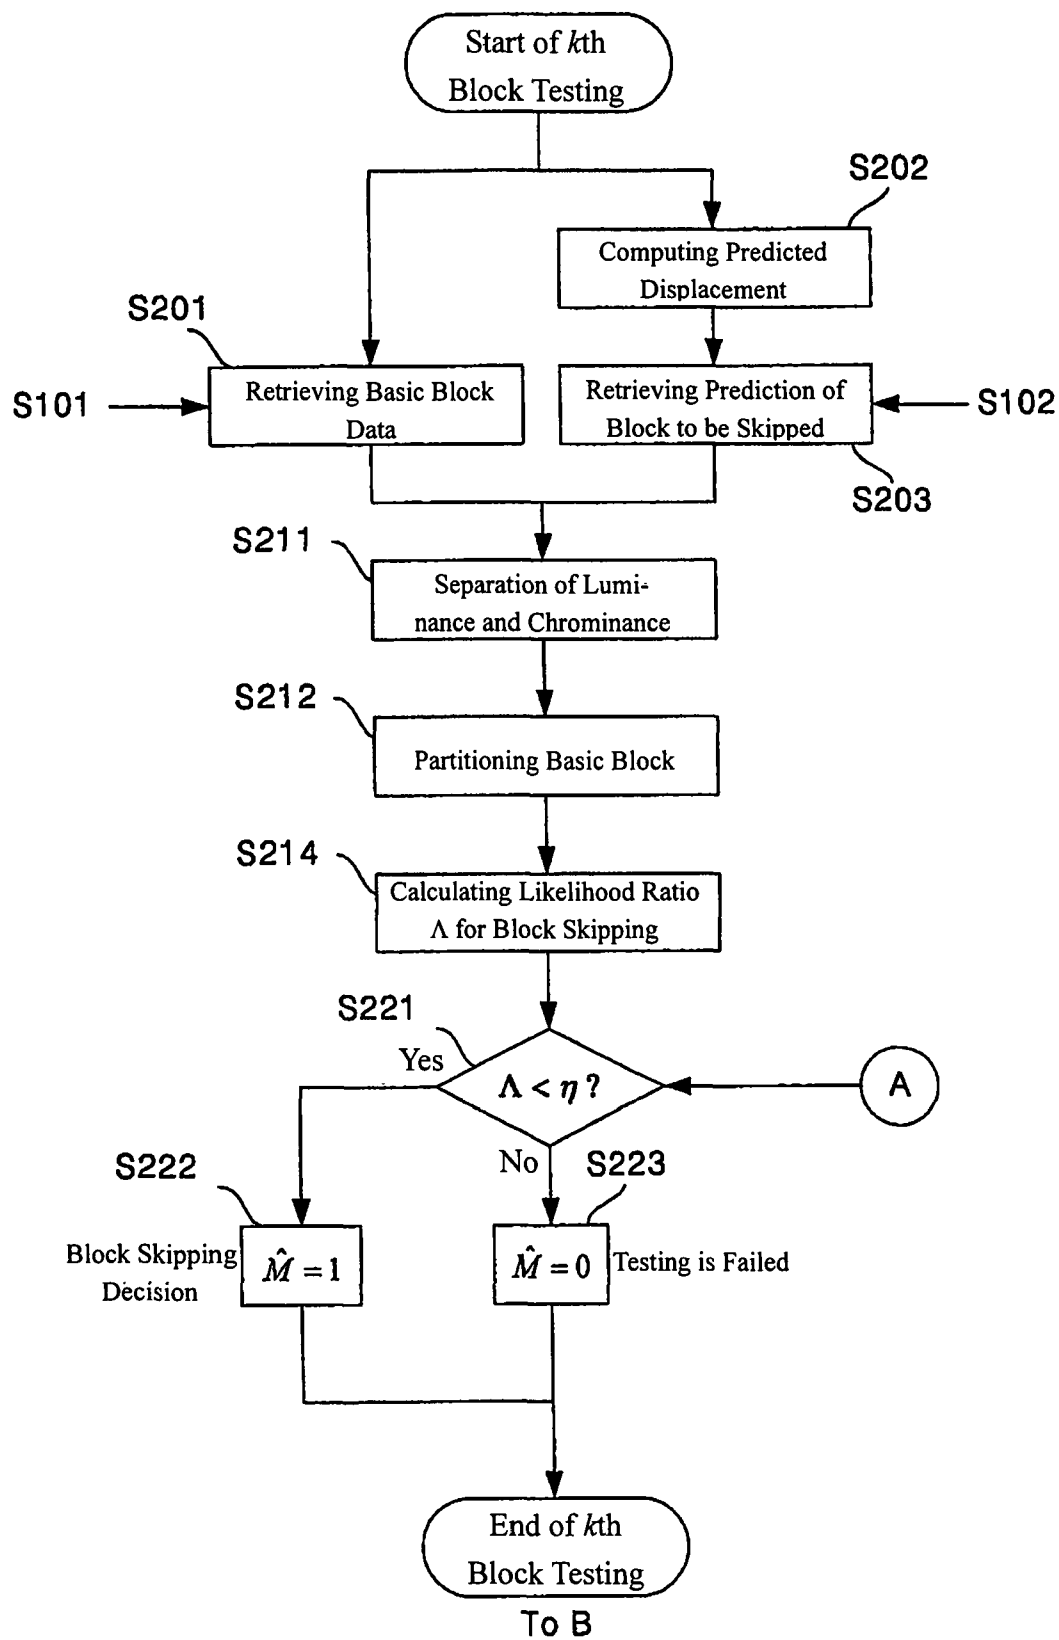 Start of kth
Block Testing
S202
Computing Predicted
Displacement
S201
S101
Retrieving Basic Block
Data
Retrieving Prediction of
Block to be Skipped
S102
S203
S211
Separation of Lumi-
nance and Chrominance
S212
Partitioning Basic Block
S214
Calculating Likelihood Ratio
Λ for Block Skipping
S221
Yes
Λ < η ?
A
No
S222
S223
Block Skipping
Decision
M̂ = 1
M̂ = 0
Testing is Failed
End of kth
Block Testing
To B